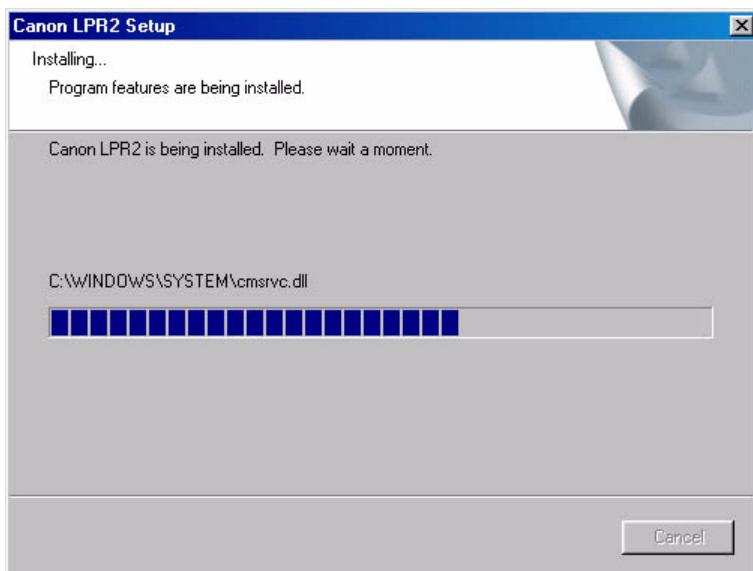 Canon LPR2 Setup
Installing...
Program features are being installed.
Canon LPR2 is being installed.  Please wait a moment.
C:\WINDOWS\SYSTEM\cmsrvc.dll
Cancel